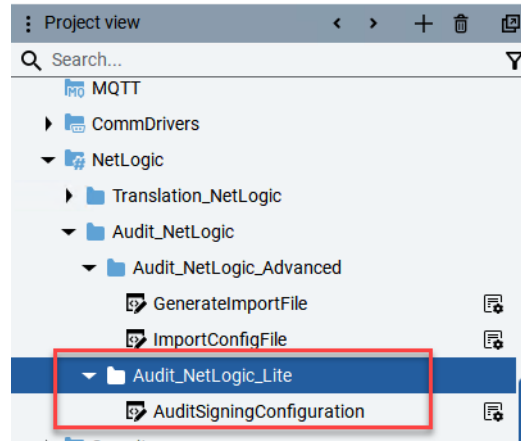 Project view
Search...
MQTT
CommDrivers
NetLogic
Translation_NetLogic
Audit_NetLogic
Audit_NetLogic_Advanced
GenerateImportFile
ImportConfigFile
Audit_NetLogic_Lite
AuditSigningConfiguration